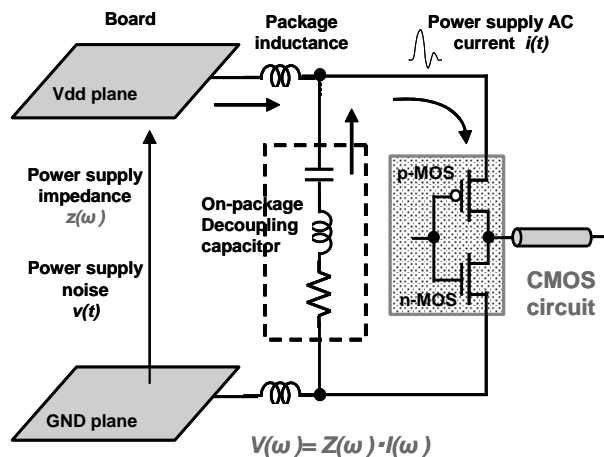 Board
Package
inductance
Power supply AC
current i(t)
Vdd plane
Power supply
impedance
z(ω)
On-package
Decoupling
capacitor
p-MOS
n-MOS
CMOS
circuit
Power supply
noise
v(t)
GND plane
V(ω)= Z(ω)・I(ω)